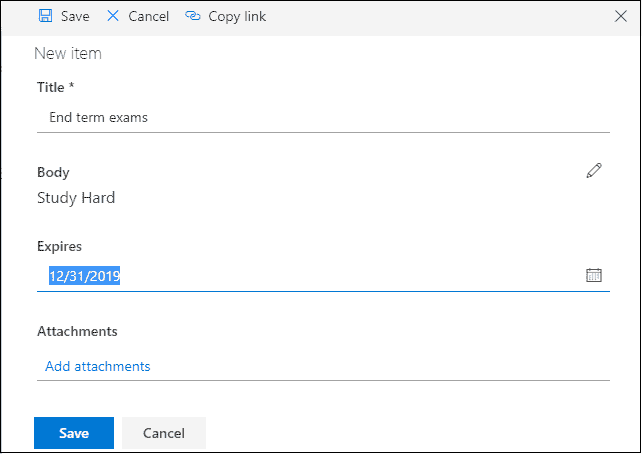 Save Cancel Copy link
New item
Title *
End term exams
Body
Study Hard
Expires
12/31/2019
Attachments
Add attachments
Save Cancel